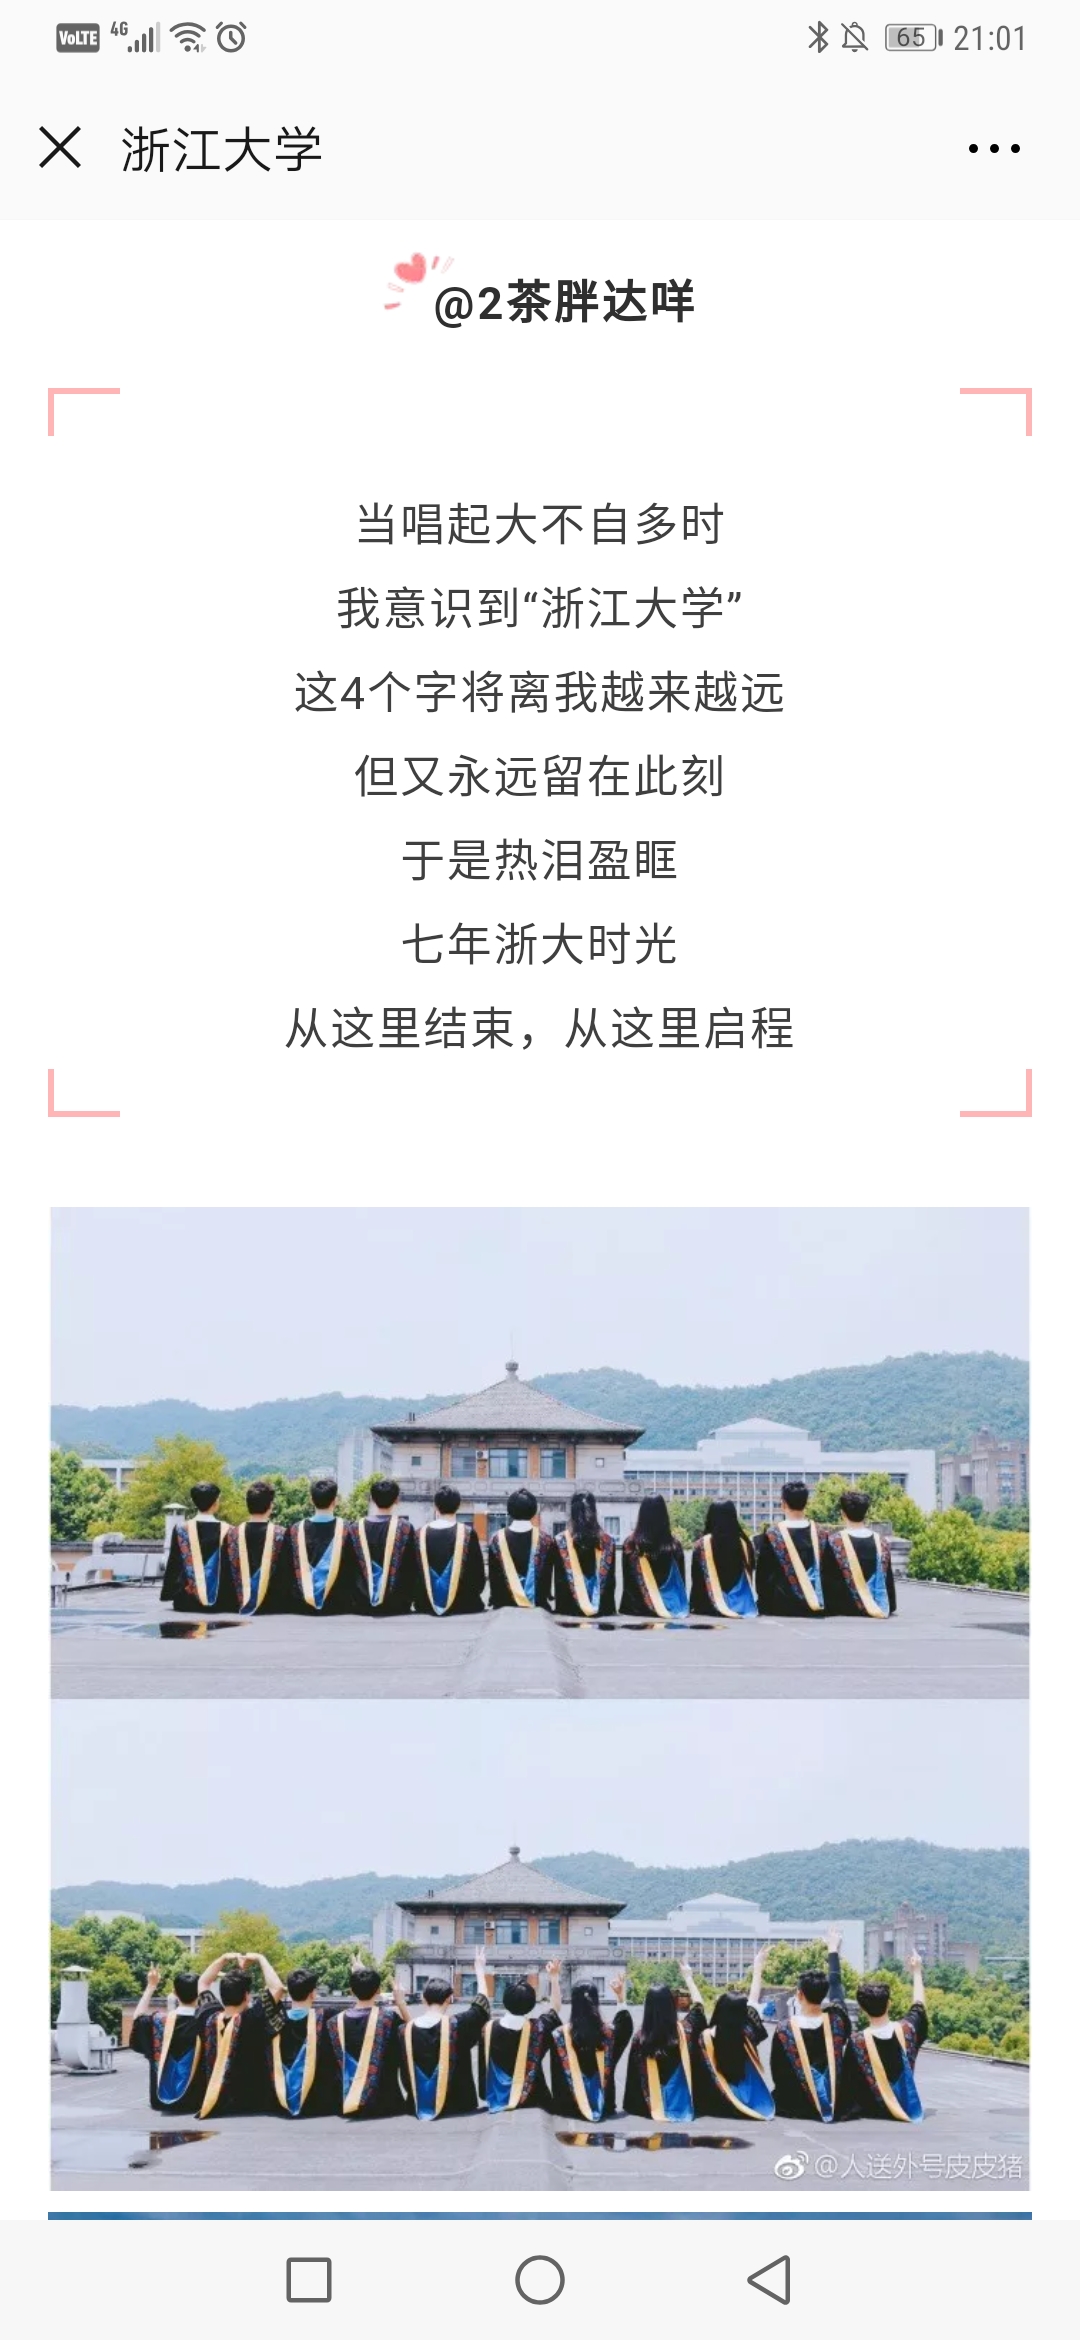 VoLTE 4G 65 21:01
浙江大学
@2茶胖达咩
当唱起大不自多时
我意识到“浙江大学”
这4个字将离我越来越远
但又永远留在此刻
于是热泪盈眶
七年浙大时光
从这里结束，从这里启程
@人送外号皮皮猪